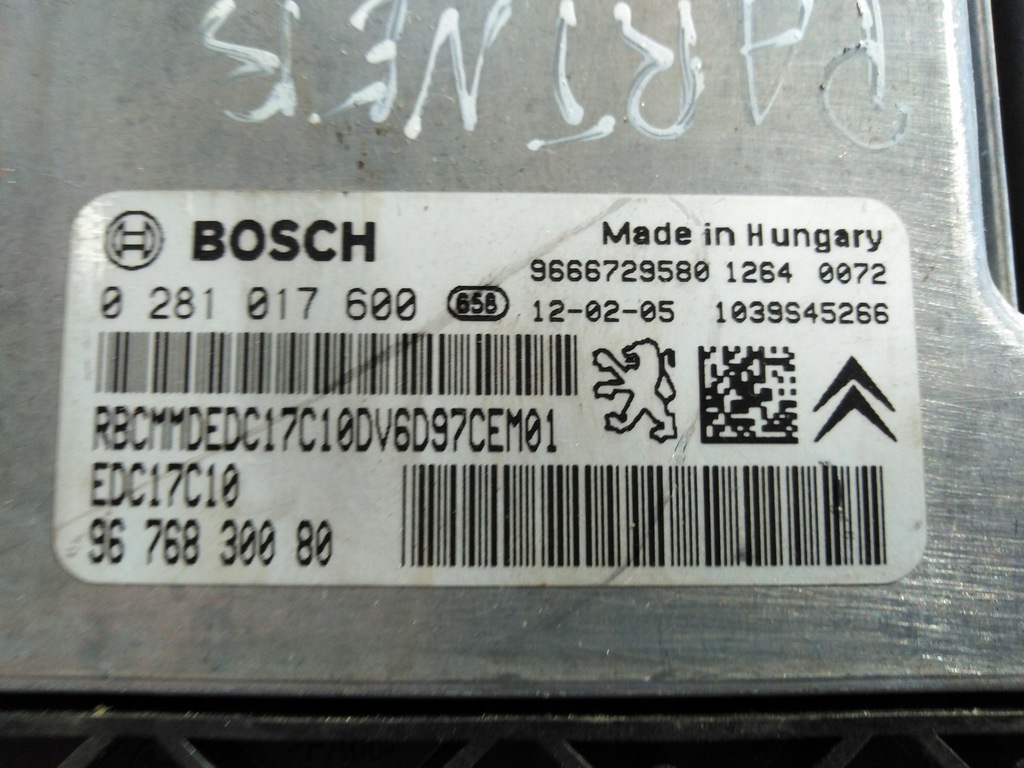 PARTNER
BOSCH
Made in Hungary
9666729580 1264 0072
0 281 017 600 658 12-02-05 1039S45266
RBCMMDEDC17C10DV6D97CEM01
EDC17C10
96 768 300 80